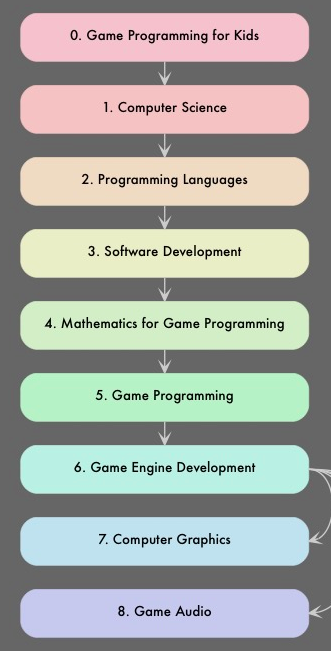 0. Game Programming for Kids
1. Computer Science
2. Programming Languages
3. Software Development
4. Mathematics for Game Programming
5. Game Programming
6. Game Engine Development
7. Computer Graphics
8. Game Audio